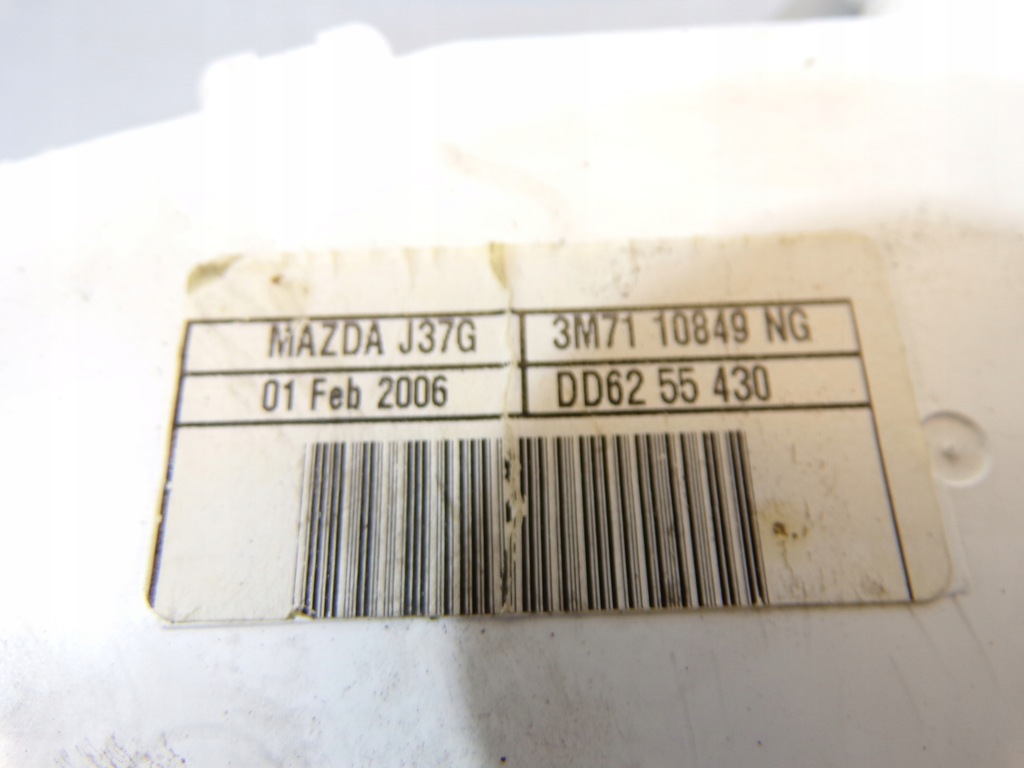 MAZDA J37G 3M71 10849 NG
01 Feb 2006 DD62 55 430